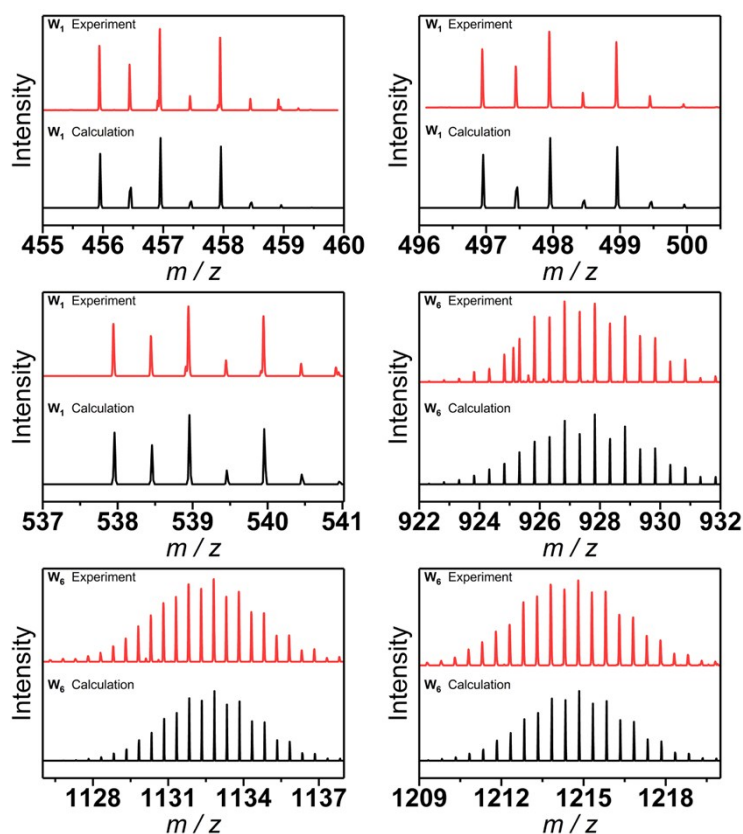 W1 Experiment
Intensity
W1 Calculation
455 456 457 458 459 460
m / z
W1 Experiment
Intensity
W1 Calculation
496 497 498 499 500
m / z
W1 Experiment
Intensity
W1 Calculation
537 538 539 540 541
m / z
W6 Experiment
Intensity
W6 Calculation
922 924 926 928 930 932
m / z
W6 Experiment
Intensity
W6 Calculation
1128 1131 1134 1137
m / z
W6 Experiment
Intensity
W6 Calculation
1209 1212 1215 1218
m / z